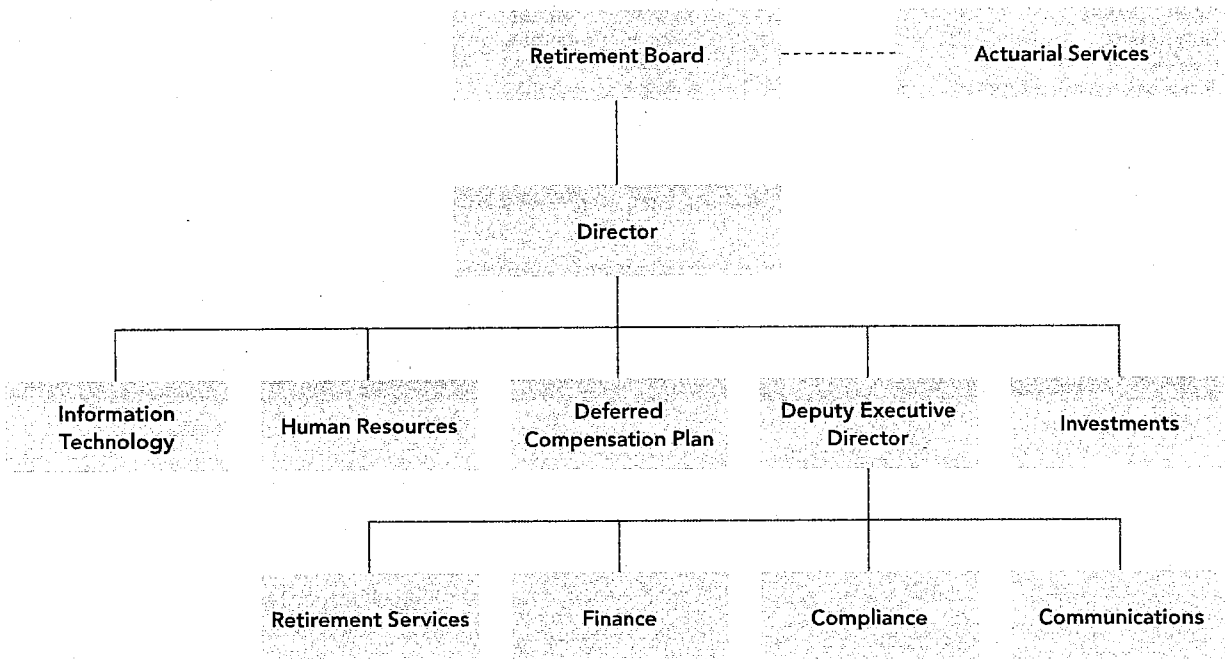 Retirement Board
Actuarial Services
Director
Information
Technology
Human Resources
Deferred
Compensation Plan
Deputy Executive
Director
Investments
Retirement Services
Finance
Compliance
Communications